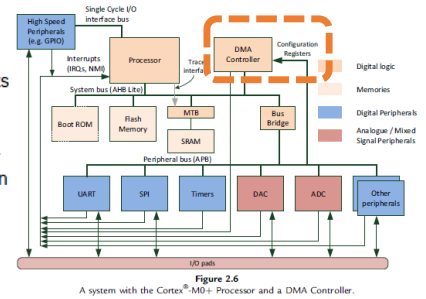 Single Cycle I/O
interface bus
High Speed
Peripherals
(e.g. GPIO)
Processor
DMA
Controller
Configuration
Registers
Interrupts
(IRQs, NMI)
Trace
interface
Digital logic
Memories
Digital Peripherals
Analogue / Mixed
Signal Peripherals
System bus (AHB Lite)
Boot ROM
Flash
Memory
MTB
SRAM
Bus
Bridge
Peripheral bus (APB)
UART
SPI
Timers
DAC
ADC
Other
peripherals
I/O pads
Figure 2.6
A system with the Cortex®-M0+ Processor and a DMA Controller.